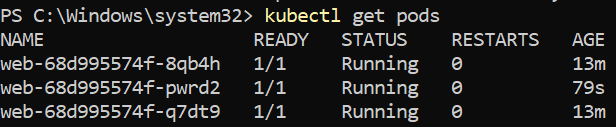 PS C:\Windows\system32> kubectl get pods
NAME READY STATUS RESTARTS AGE
web-68d995574f-8qb4h 1/1 Running 0 13m
web-68d995574f-pwrd2 1/1 Running 0 79s
web-68d995574f-q7dt9 1/1 Running 0 13m